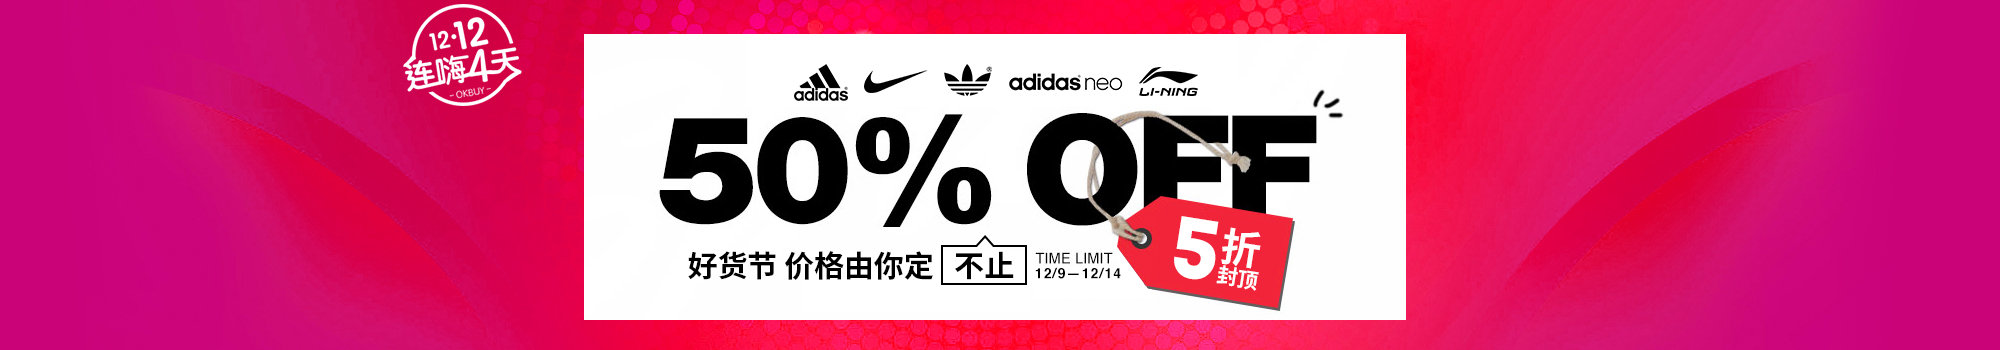 12·12
连嗨4天
- OKBUY -
adidas®
®
adidas neo
LI-NING
50% OFF
好货节 价格由你定 不止
TIME LIMIT
12/9—12/14
5折
封顶